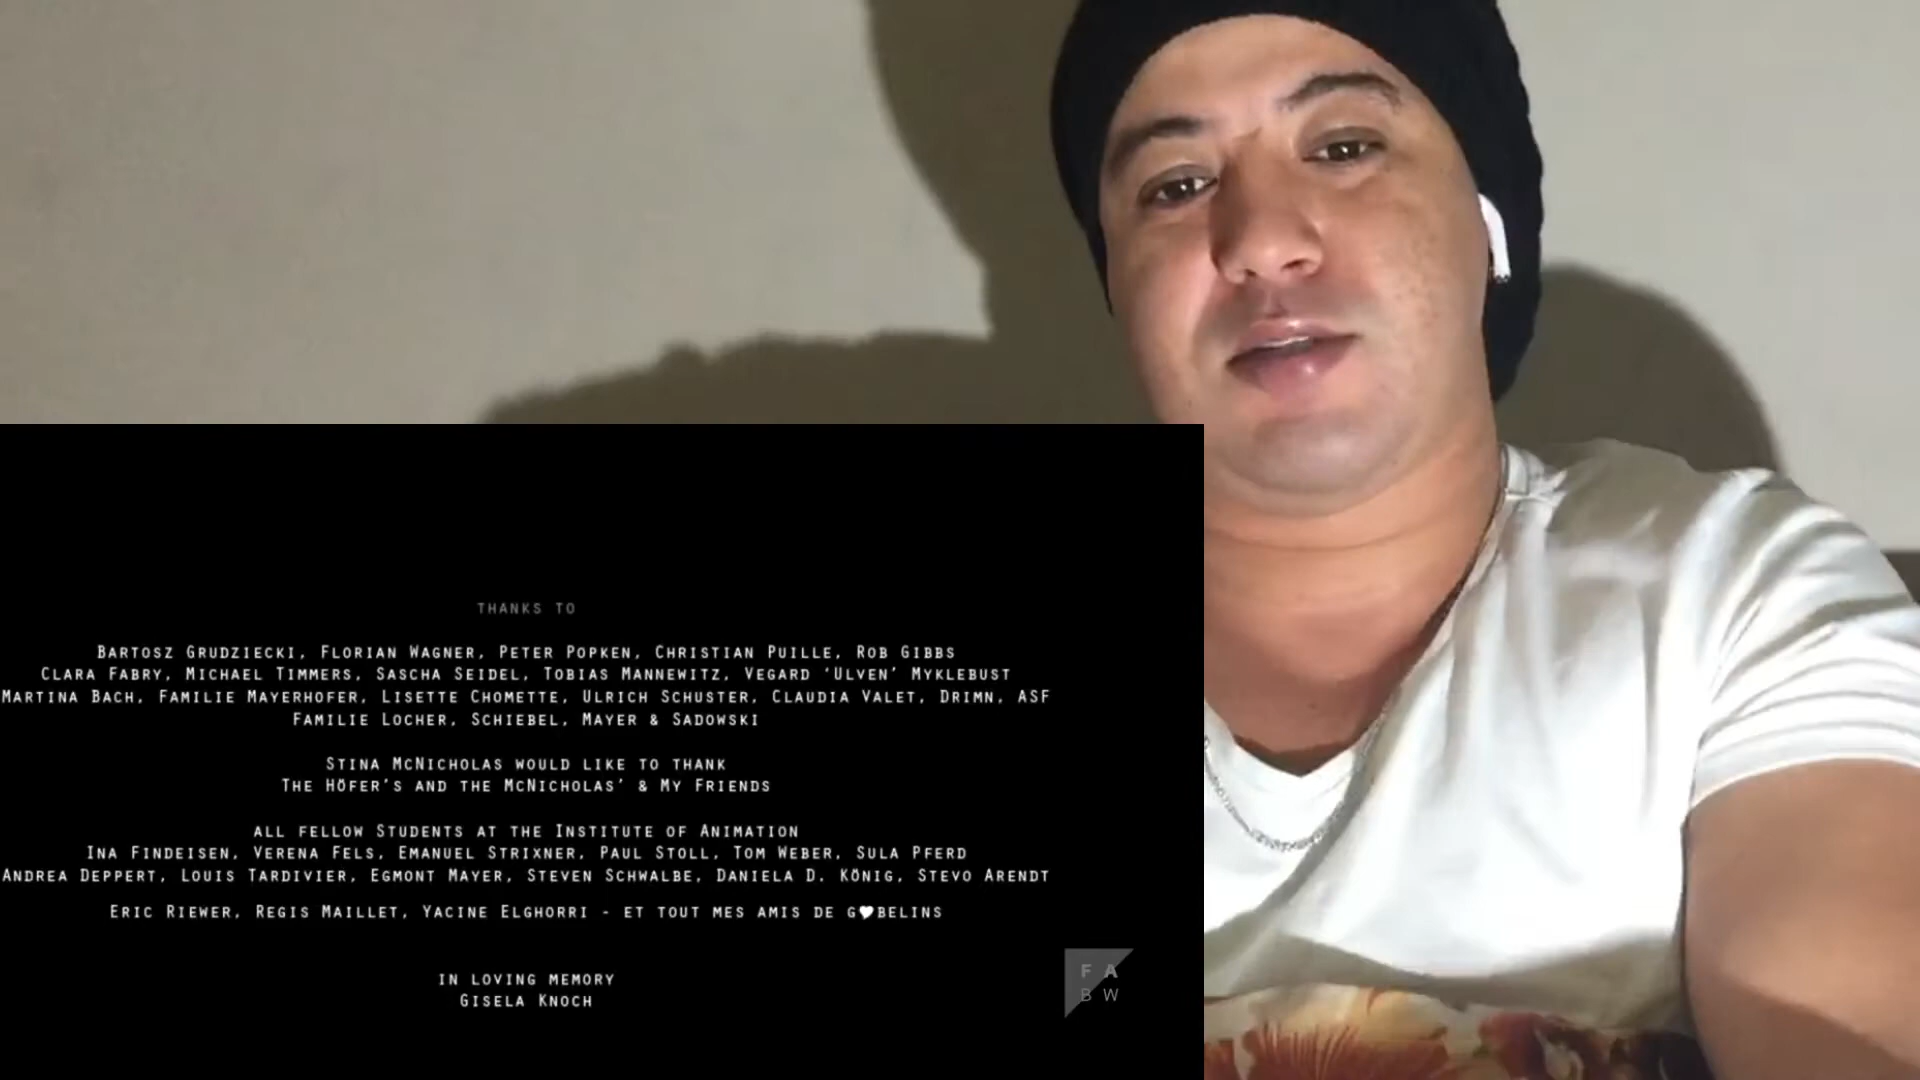 THANKS TO
BARTOSZ GRUDZIECKI, FLORIAN WAGNER, PETER POPKEN, CHRISTIAN PUILLE, ROB GIBBS
CLARA FABRY, MICHAEL TIMMERS, SASCHA SEIDEL, TOBIAS MANNEWITZ, VEGARD ‘ULVEN’ MYKLEBUST
MARTINA BACH, FAMILIE MAYERHOFER, LISETTE CHOMETTE, ULRICH SCHUSTER, CLAUDIA VALET, DRIMN, ASF
FAMILIE LOCHER, SCHIEBEL, MAYER & SADOWSKI
STINA MCNICHOLAS WOULD LIKE TO THANK
THE HÖFER’S AND THE MCNICHOLAS’ & MY FRIENDS
ALL FELLOW STUDENTS AT THE INSTITUTE OF ANIMATION
INA FINDEISEN, VERENA FELS, EMANUEL STRIXNER, PAUL STOLL, TOM WEBER, SULA PFERD
ANDREA DEPPERT, LOUIS TARDIVIER, EGMONT MAYER, STEVEN SCHWALBE, DANIELA D. KÖNIG, STEVO ARENDT
ERIC RIEWER, REGIS MAILLET, YACINE ELGHORRI - ET TOUT MES AMIS DE G♥BELINS
IN LOVING MEMORY
GISELA KNOCH
F A
B W